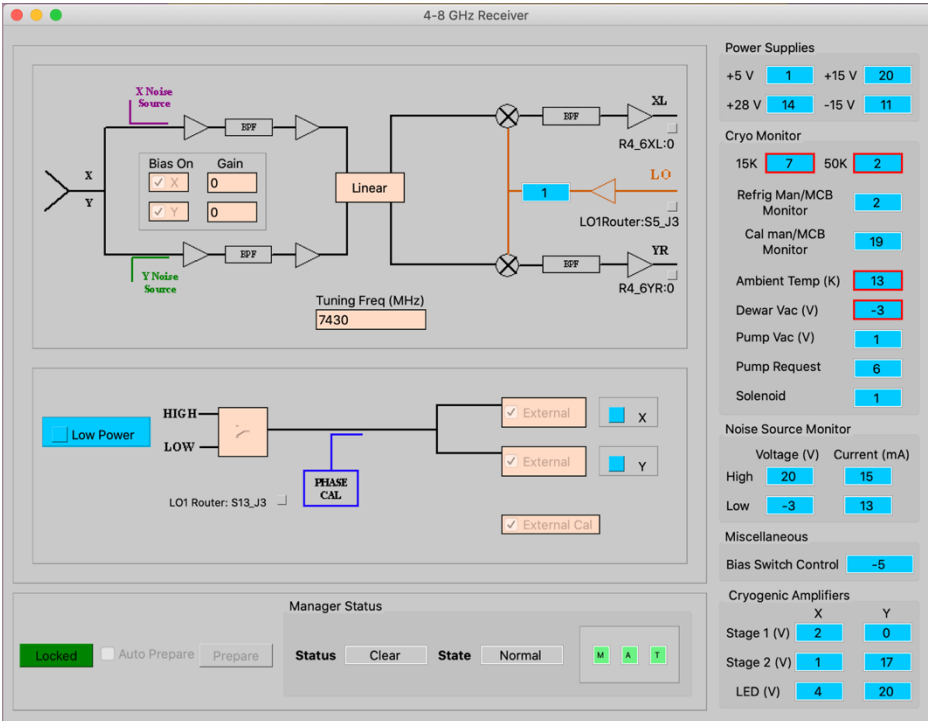 4-8 GHz Receiver
X Noise
Source
BPF
X
Y
Bias On Gain
X 0
Y 0
BPF
Y Noise
Source
Linear
BPF
XL
R4_6XL:0
LO
1
LO1Router:S5_J3
BPF
YR
R4_6YR:0
Tuning Freq (MHz)
7430
Low Power
HIGH
LOW
LO1 Router: S13_J3
PHASE
CAL
External X
External Y
External Cal
Locked
Auto Prepare
Prepare
Manager Status
Status Clear State Normal
M A T
Power Supplies
+5 V 1 +15 V 20
+28 V 14 -15 V 11
Cryo Monitor
15K 7 50K 2
Refrig Man/MCB
Monitor 2
Cal man/MCB
Monitor 19
Ambient Temp (K) 13
Dewar Vac (V) -3
Pump Vac (V) 1
Pump Request 6
Solenoid 1
Noise Source Monitor
Voltage (V) Current (mA)
High 20 15
Low -3 13
Miscellaneous
Bias Switch Control -5
Cryogenic Amplifiers
X Y
Stage 1 (V) 2 0
Stage 2 (V) 1 17
LED (V) 4 20